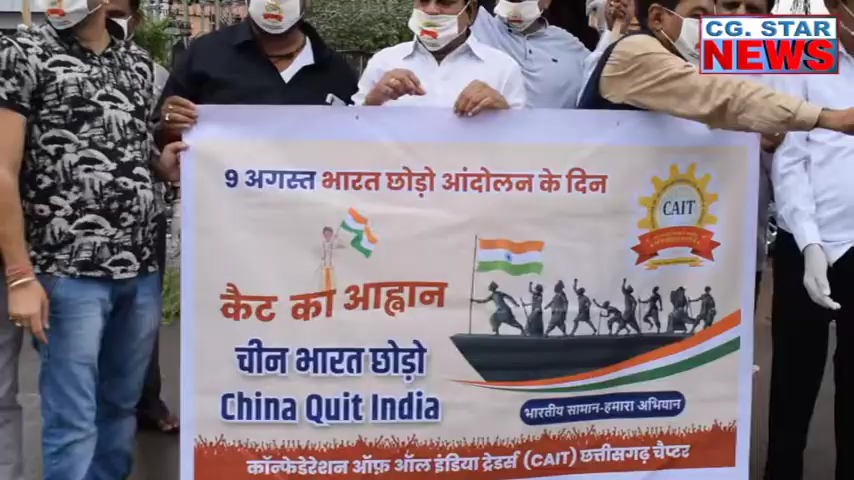 CG. STAR
NEWS
9 अगस्त भारत छोड़ो आंदोलन के दिन
CAIT
कैट का आह्वान
चीन भारत छोड़ो
China Quit India
भारतीय सामान-हमारा अभियान
कॉन्फेडेरेशन ऑफ़ ऑल इंडिया ट्रेडर्स (CAIT) छत्तीसगढ़ चैप्टर